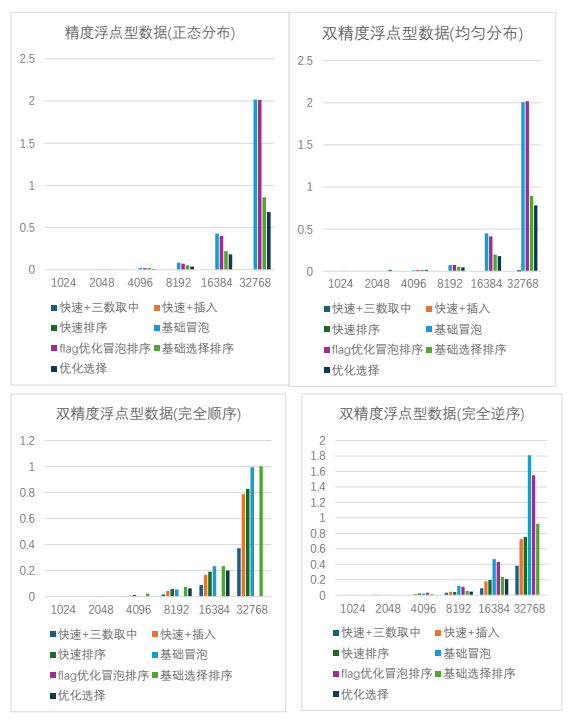 精度浮点型数据(正态分布)
2.5
2
1.5
1
0.5
0
1024 2048 4096 8192 16384 32768
快速+三数取中 快速+插入
快速排序 基础冒泡
flag优化冒泡排序 基础选择排序
优化选择
双精度浮点型数据(均匀分布)
2.5
2
1.5
1
0.5
0
1024 2048 4096 8192 16384 32768
快速+三数取中 快速+插入
快速排序 基础冒泡
flag优化冒泡排序 基础选择排序
优化选择
双精度浮点型数据(完全顺序)
1.2
1
0.8
0.6
0.4
0.2
0
1024 2048 4096 8192 16384 32768
快速+三数取中 快速+插入
快速排序 基础冒泡
flag优化冒泡排序 基础选择排序
优化选择
双精度浮点型数据(完全逆序)
2
1.8
1.6
1.4
1.2
1
0.8
0.6
0.4
0.2
0
1024 2048 4096 8192 16384 32768
快速+三数取中 快速+插入
快速排序 基础冒泡
flag优化冒泡排序 基础选择排序
优化选择